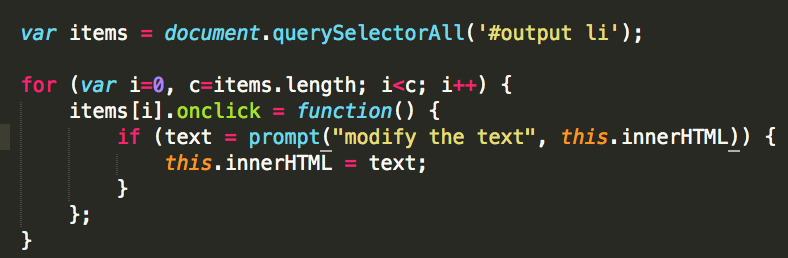 var items = document.querySelectorAll('#output li');
for (var i=0, c=items.length; i<c; i++) {
    items[i].onclick = function() {
        if (text = prompt("modify the text", this.innerHTML)) {
            this.innerHTML = text;
        }
    };
}